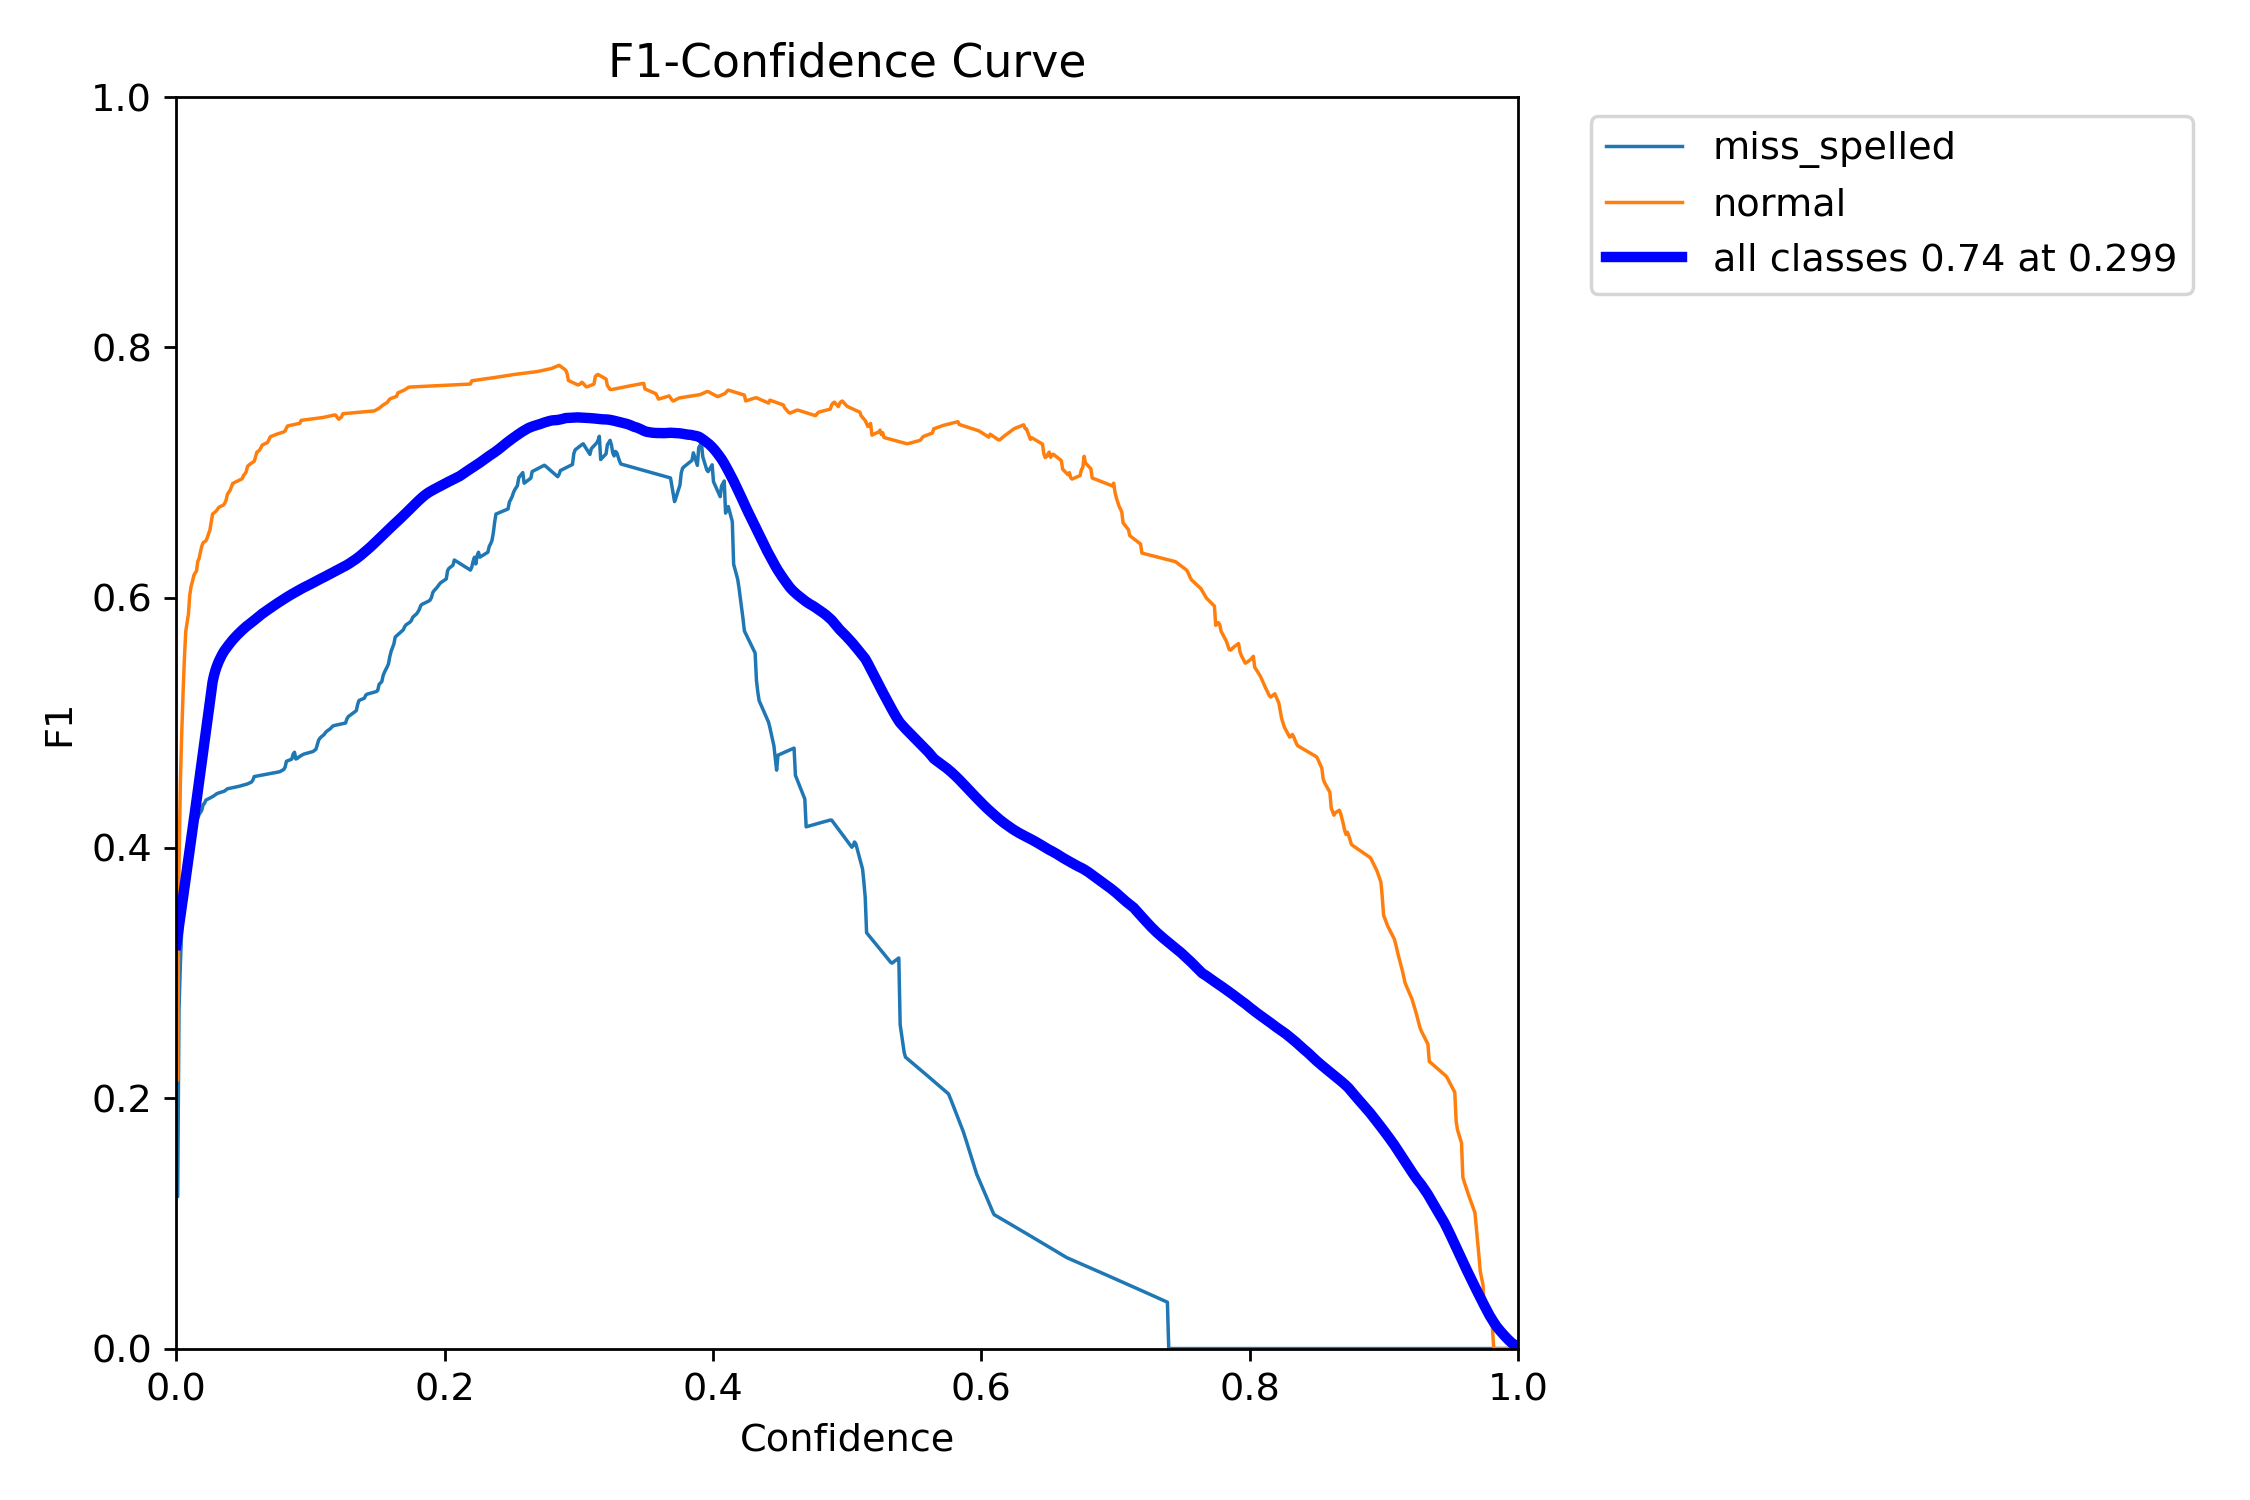 F1-Confidence Curve
1.0
0.8
0.6
0.4
0.2
0.0
F1
0.0 0.2 0.4 0.6 0.8 1.0
Confidence
miss_spelled
normal
all classes 0.74 at 0.299